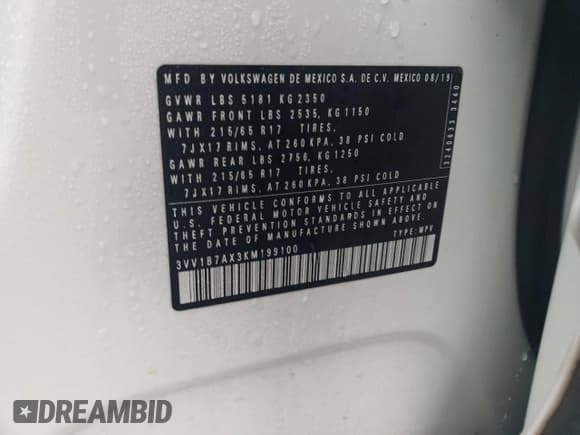 MFD BY VOLKSWAGEN DE MEXICO S.A. DE C.V. MEXICO 08/19
GVWR LBS 5181 KG 2350
GAWR FRONT LBS 2535, KG 1150
WITH 215/65 R17 TIRES,
7JX17 RIMS, AT 260 KPA, 38 PSI COLD
GAWR REAR LBS 2756, KG 1250
WITH 215/65 R17 TIRES,
7JX17 RIMS, AT 260 KPA, 38 PSI COLD
THIS VEHICLE CONFORMS TO ALL APPLICABLE
U.S. FEDERAL MOTOR VEHICLE SAFETY AND
THEFT PREVENTION STANDARDS IN EFFECT ON
THE DATE OF MANUFACTURE SHOWN ABOVE
3VV1B7AX3KM199100 TYPE: MPV
3240633 3440
DREAMBID